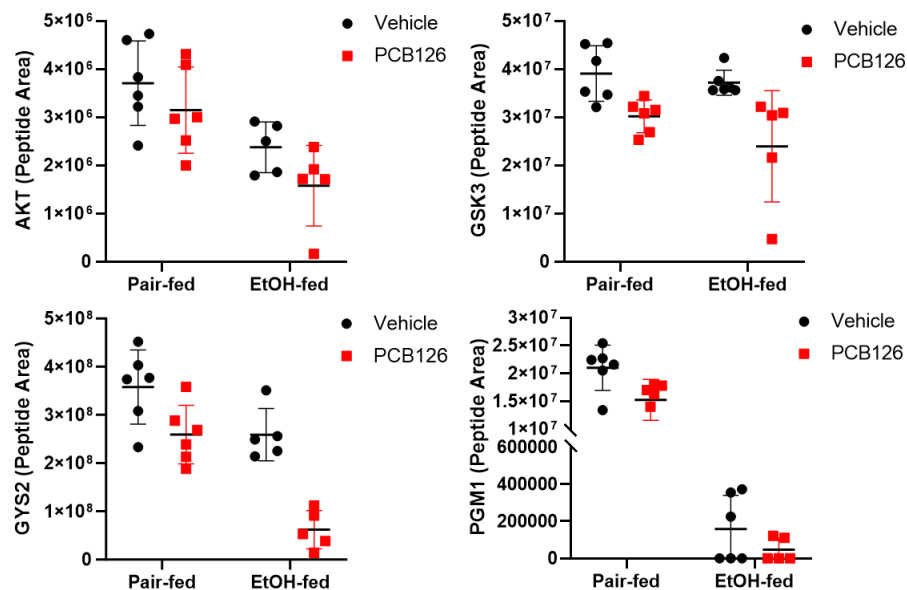 AKT (Peptide Area)
5×10⁶
4×10⁶
3×10⁶
2×10⁶
1×10⁶
0
Pair-fed
EtOH-fed
Vehicle
PCB126
GSK3 (Peptide Area)
5×10⁷
4×10⁷
3×10⁷
2×10⁷
1×10⁷
0
Pair-fed
EtOH-fed
Vehicle
PCB126
GYS2 (Peptide Area)
5×10⁸
4×10⁸
3×10⁸
2×10⁸
1×10⁸
0
Pair-fed
EtOH-fed
Vehicle
PCB126
PGM1 (Peptide Area)
3×10⁷
2×10⁷
2×10⁷
1×10⁷
600000
400000
200000
0
Pair-fed
EtOH-fed
Vehicle
PCB126